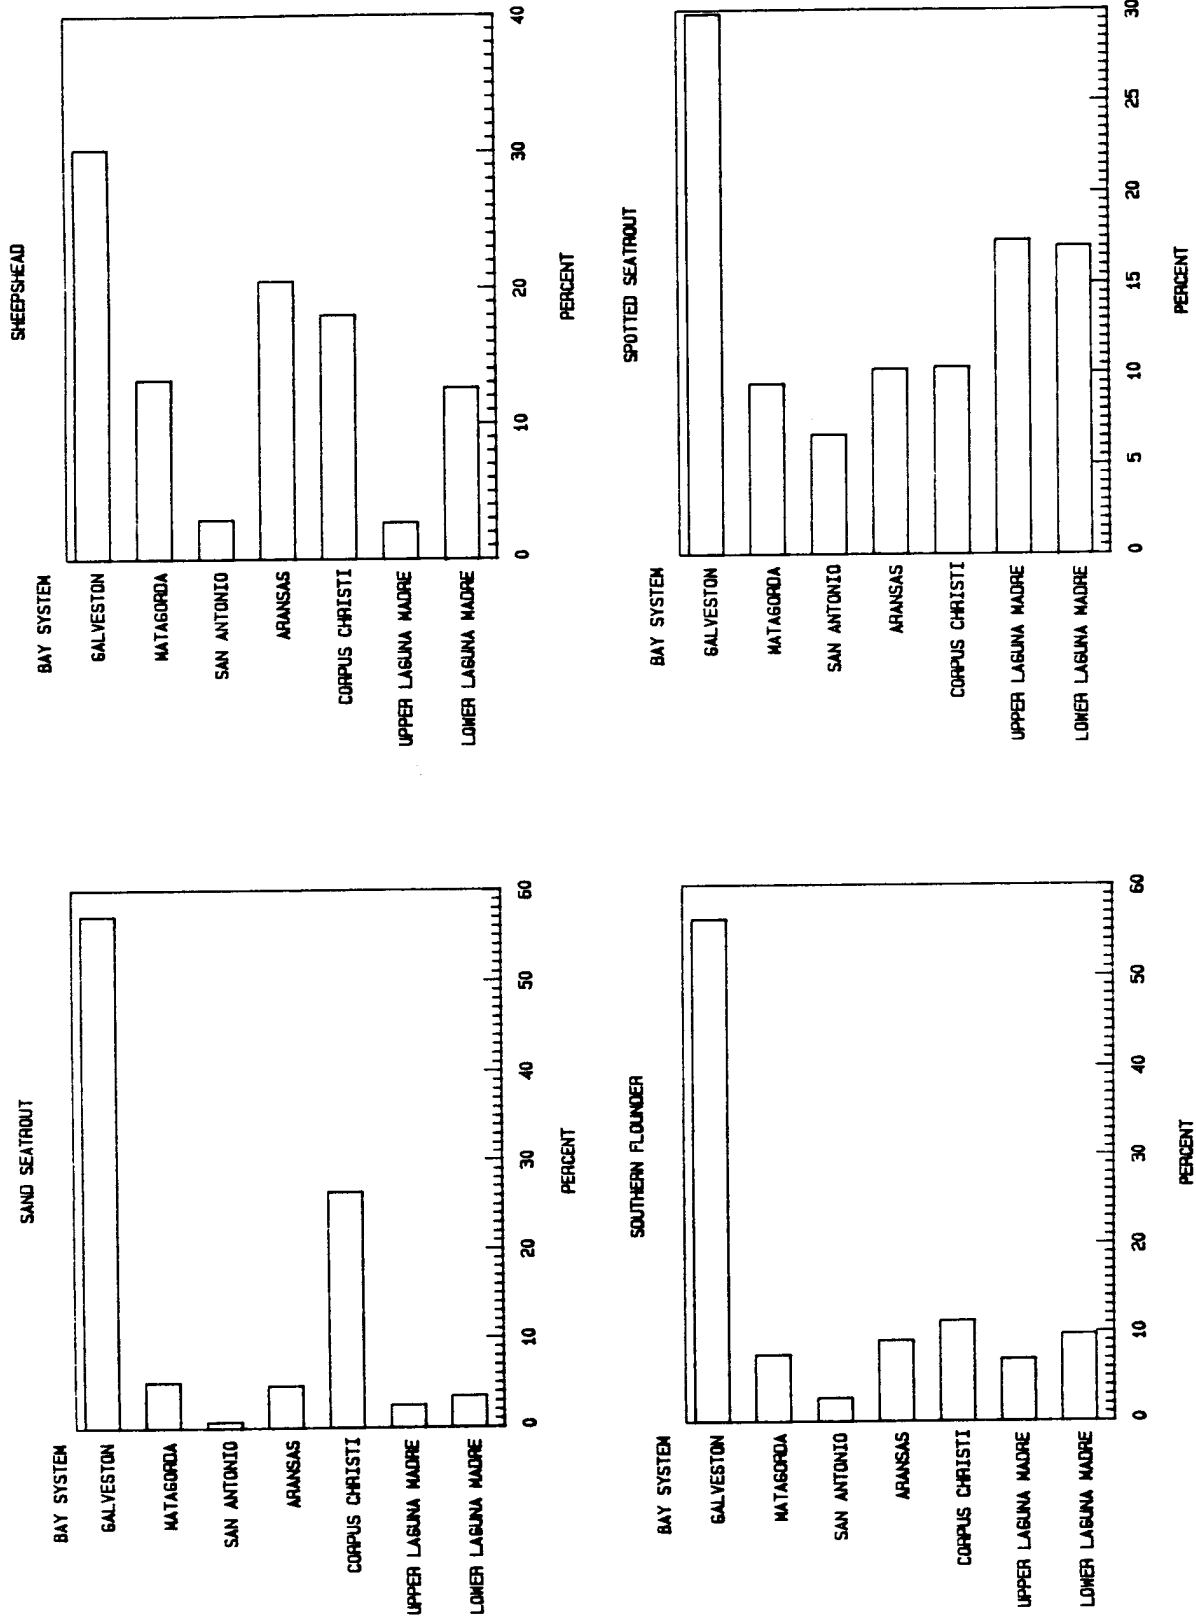 SAND SEATROUT
BAY SYSTEM
GALVESTON
MATAGORDA
SAN ANTONIO
ARANSAS
CORPUS CHRISTI
UPPER LAGUNA MADRE
LOWER LAGUNA MADRE
0 10 20 30 40 50 60
PERCENT
SHEEPSHEAD
BAY SYSTEM
GALVESTON
MATAGORDA
SAN ANTONIO
ARANSAS
CORPUS CHRISTI
UPPER LAGUNA MADRE
LOWER LAGUNA MADRE
0 10 20 30 40
PERCENT
SOUTHERN FLOUNDER
BAY SYSTEM
GALVESTON
MATAGORDA
SAN ANTONIO
ARANSAS
CORPUS CHRISTI
UPPER LAGUNA MADRE
LOWER LAGUNA MADRE
0 10 20 30 40 50 60
PERCENT
SPOTTED SEATROUT
BAY SYSTEM
GALVESTON
MATAGORDA
SAN ANTONIO
ARANSAS
CORPUS CHRISTI
UPPER LAGUNA MADRE
LOWER LAGUNA MADRE
0 5 10 15 20 25 30
PERCENT